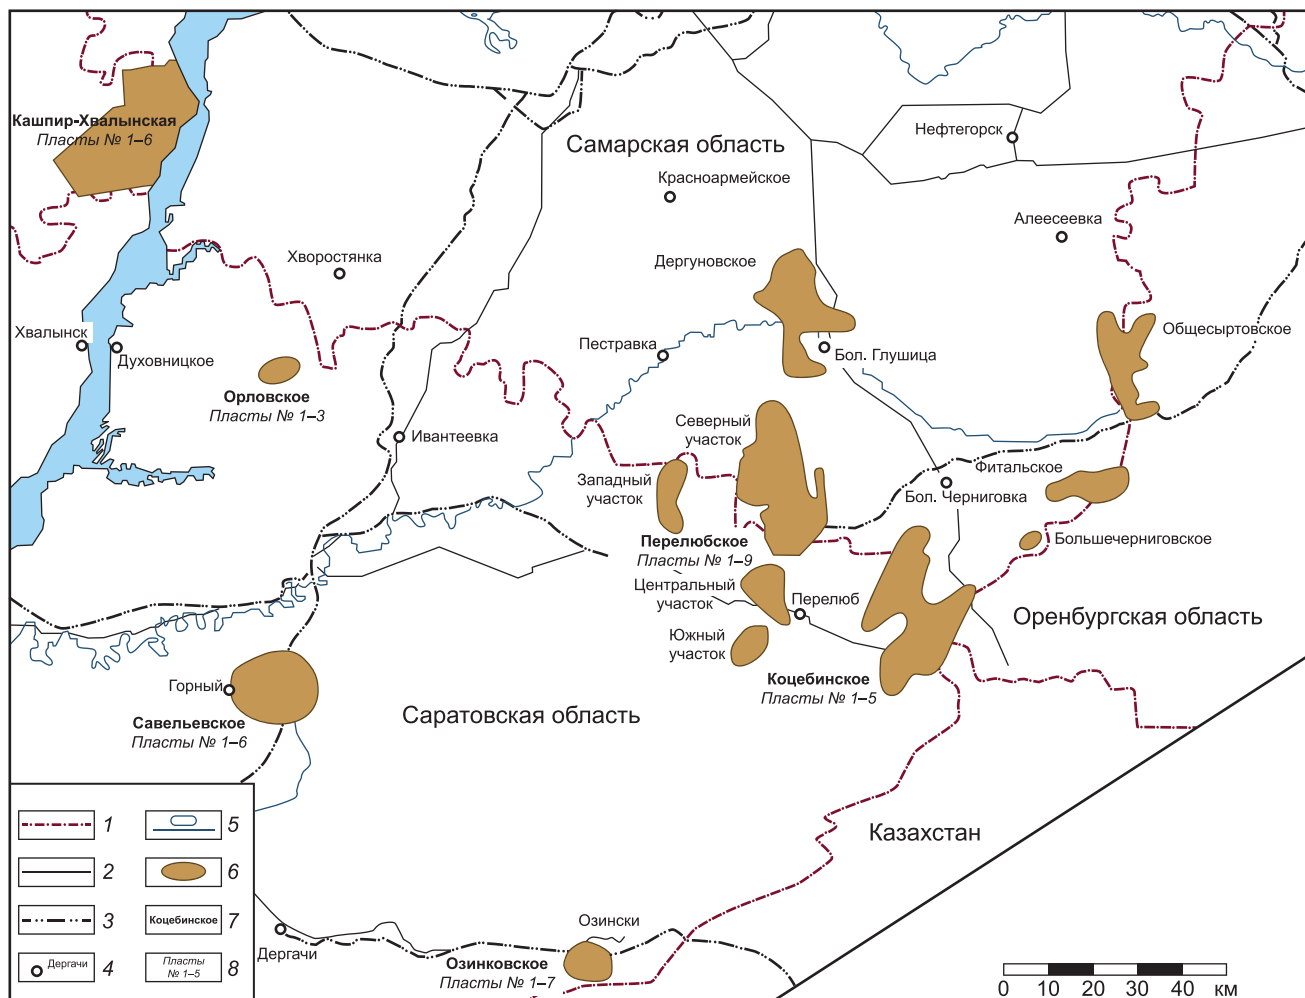 Кашпир-Хвалынская
Пласты № 1–6
Самарская область
Нефтегорск
Красноармейское
Алеесеевка
Хворостянка
Дергуновское
Хвалынск
Духовницкое
Пестравка
Бол. Глушица
Общесыртовское
Орловское
Пласты № 1–3
Ивантеевка
Северный
участок
Западный
участок
Фитальское
Бол. Черниговка
Перелюбское
Пласты № 1–9
Большечерниговское
Центральный
участок
Перелюб
Оренбургская область
Южный
участок
Коцебинское
Пласты № 1–5
Горный
Савельевское
Пласты № 1–6
Саратовская область
Казахстан
Озински
Дергачи
Озинковское
Пласты № 1–7
1
2
3
Дергачи
4
5
6
Коцебинское
7
Пласты
№ 1–5
8
0 10 20 30 40 км